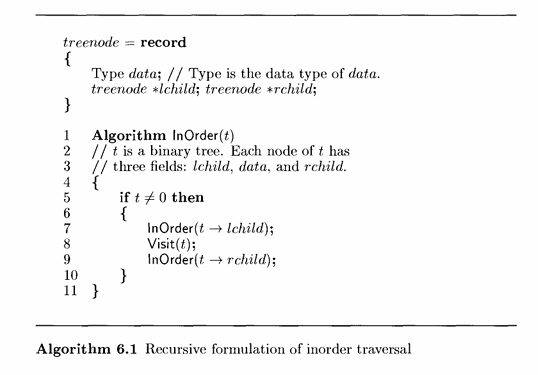 treenode = record
{
Type data; // Type is the data type of data.
treenode *lchild; treenode *rchild;
}
1 Algorithm InOrder(t)
2 // t is a binary tree. Each node of t has
3 // three fields: lchild, data, and rchild.
4 {
5 if t ≠ 0 then
6 {
7 InOrder(t → lchild);
8 Visit(t);
9 InOrder(t → rchild);
10 }
11 }
Algorithm 6.1 Recursive formulation of inorder traversal